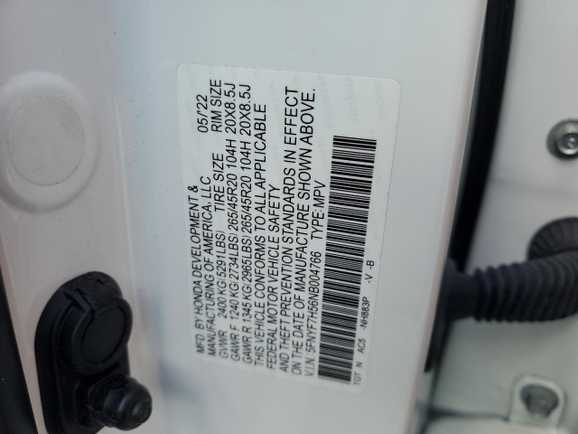 MFD. BY HONDA DEVELOPMENT & 05/'22
MANUFACTURING OF AMERICA, LLC
GVWR 2400 KG(5291LBS) TIRE SIZE RIM SIZE
GAWR F 1240 KG(2734LBS) 265/45R20 104H 20X8.5J
GAWR R 1345 KG(2965LBS) 265/45R20 104H 20X8.5J
THIS VEHICLE CONFORMS TO ALL APPLICABLE
FEDERAL MOTOR VEHICLE SAFETY
AND THEFT PREVENTION STANDARDS IN EFFECT
ON THE DATE OF MANUFACTURE SHOWN ABOVE.
V.I.N. 5FNYF7H56NB004766 TYPE-MPV
TGT N AC5 -NH883P -V -B